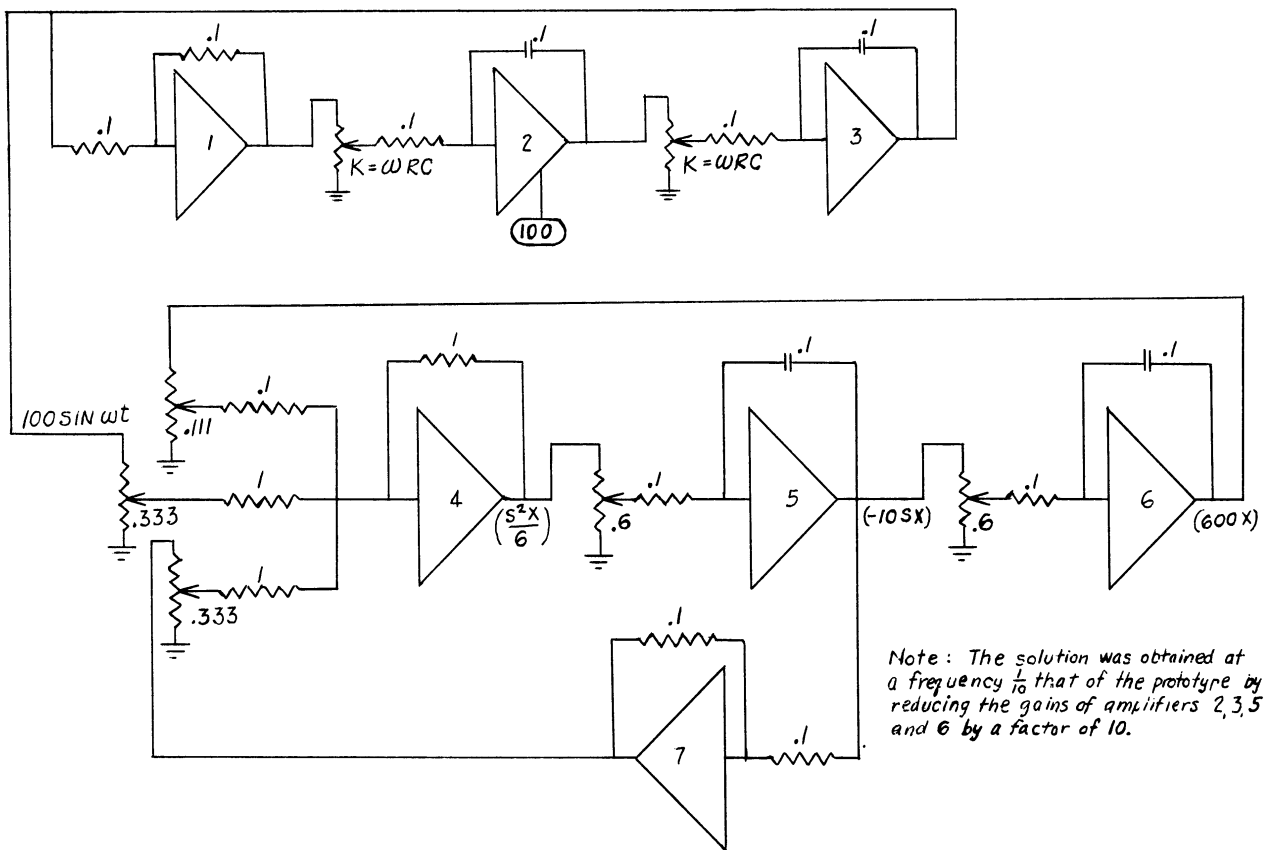 .1
.1
.1
.1
.1
.1
1
2
3
K=ωRC
K=ωRC
100
1
.1
.1
.1
100 SIN ωt
.111
1
.1
.1
4
5
6
.333
(s²X/6)
.6
(-10SX)
.6
(600X)
1
.333
.1
7
.1
Note: The solution was obtained at
a frequency 1/10 that of the prototyre by
reducing the gains of amplifiers 2,3,5
and 6 by a factor of 10.